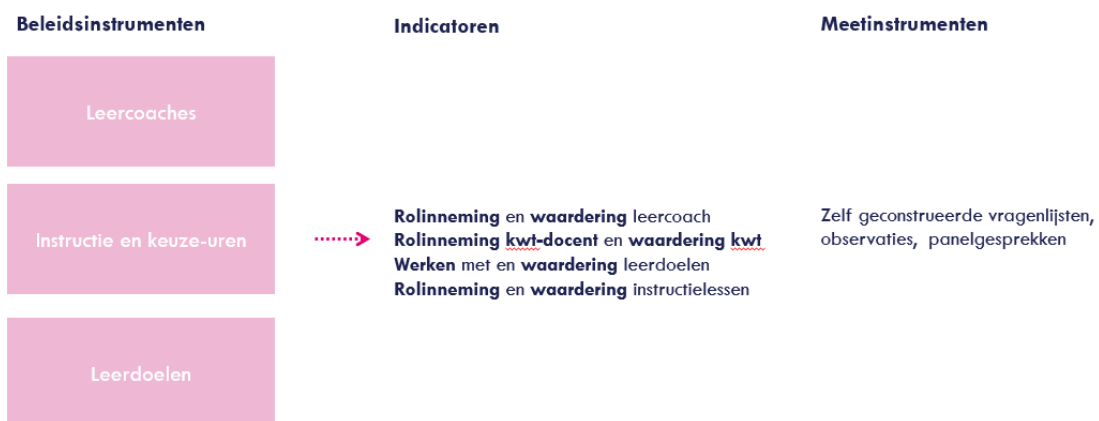 Beleidsinstrumenten
Indicatoren
Meetinstrumenten
Leercoaches
Instructie en keuze-uren
Leerdoelen
Rolinneming en waardering leercoach
Rolinneming kwt-docent en waardering kwt
Werken met en waardering leerdoelen
Rolinneming en waardering instructielessen
Zelf geconstrueerde vragenlijsten,
observaties, panelgesprekken